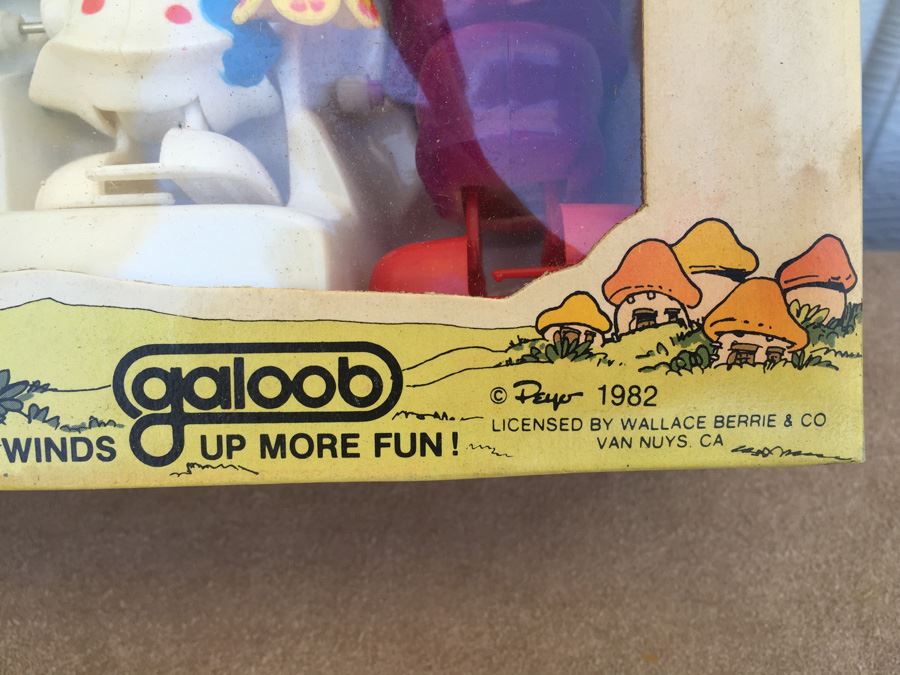 galoob
WINDS UP MORE FUN!
© Peyo 1982
LICENSED BY WALLACE BERRIE & CO
VAN NUYS. CA